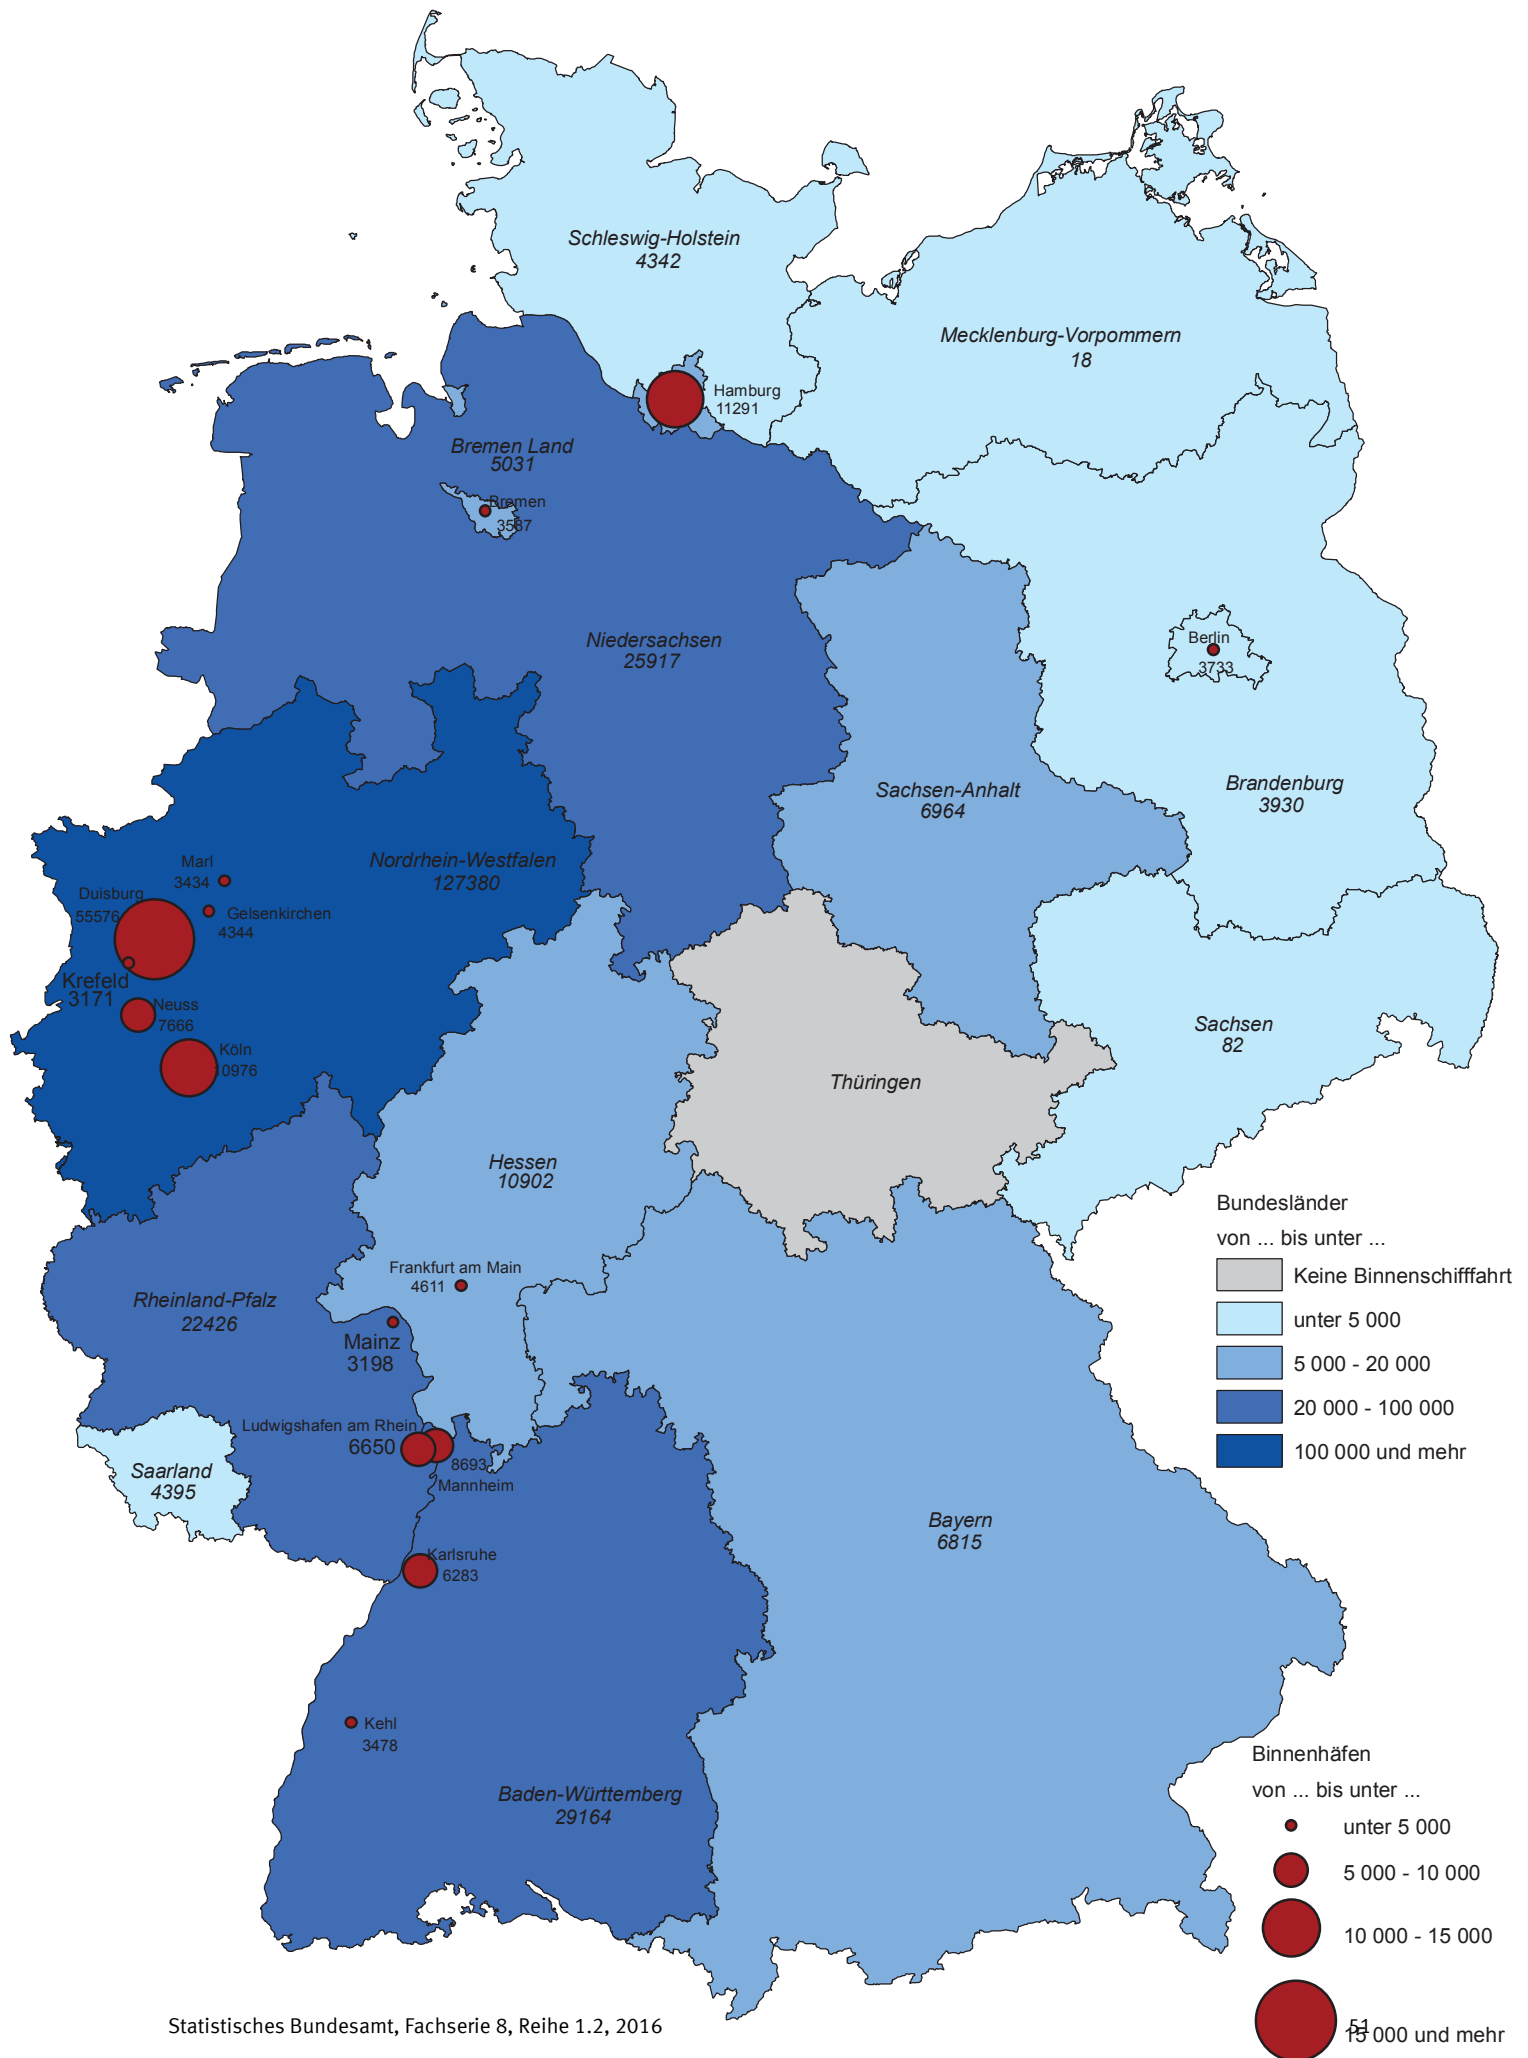 Schleswig-Holstein
4342
Mecklenburg-Vorpommern
18
Hamburg
11291
Bremen Land
5031
Bremen
3587
Niedersachsen
25917
Berlin
3733
Sachsen-Anhalt
6964
Brandenburg
3930
Nordrhein-Westfalen
127380
Marl
3434
Duisburg
55576
Gelsenkirchen
4344
Krefeld
3171
Neuss
7666
Köln
10976
Sachsen
82
Thüringen
Hessen
10902
Frankfurt am Main
4611
Rheinland-Pfalz
22426
Mainz
3198
Ludwigshafen am Rhein
6650
8693
Mannheim
Saarland
4395
Bayern
6815
Karlsruhe
6283
Kehl
3478
Baden-Württemberg
29164
Bundesländer
von ... bis unter ...
Keine Binnenschifffahrt
unter 5 000
5 000 - 20 000
20 000 - 100 000
100 000 und mehr
Binnenhäfen
von ... bis unter ...
unter 5 000
5 000 - 10 000
10 000 - 15 000
15 000 und mehr
51
Statistisches Bundesamt, Fachserie 8, Reihe 1.2, 2016